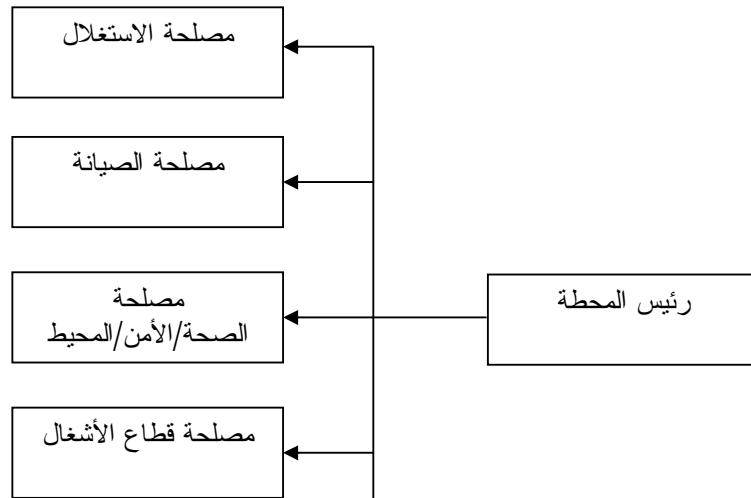 مصلحة الاستغلال
مصلحة الصيانة
مصلحة
الصحة/الأمن/المحيط
رئيس المحطة
مصلحة قطاع الأشغال